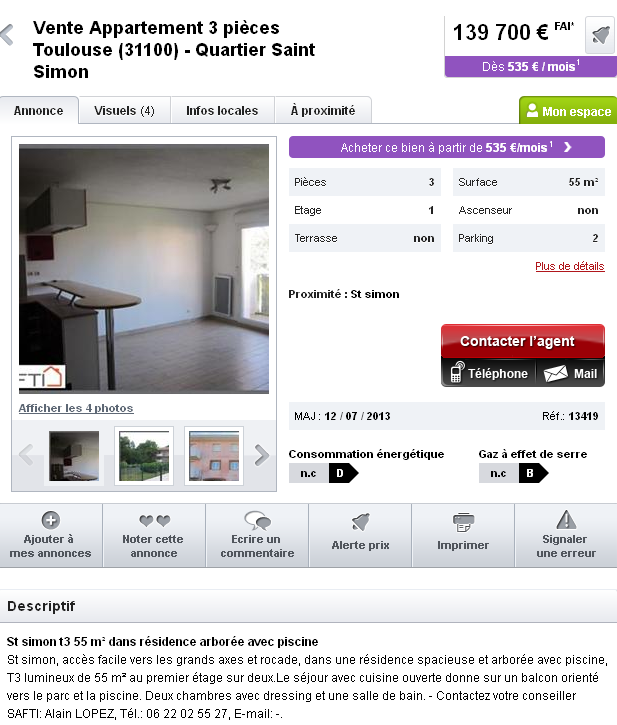 Vente Appartement 3 pièces
Toulouse (31100) - Quartier Saint
Simon
139 700 € FAI*
Dès 535 € / mois¹
Annonce
Visuels (4)
Infos locales
À proximité
Mon espace
Acheter ce bien à partir de 535 €/mois¹
Pièces 3
Surface 55 m²
Etage 1
Ascenseur non
Terrasse non
Parking 2
Plus de détails
Proximité : St simon
Contacter l'agent
Téléphone
Mail
FTI
Afficher les 4 photos
MAJ : 12 / 07 / 2013
Réf.: 13419
Consommation énergétique
Gaz à effet de serre
n.c D
n.c B
Ajouter à
mes annonces
Noter cette
annonce
Ecrire un
commentaire
Alerte prix
Imprimer
Signaler
une erreur
Descriptif
St simon t3 55 m² dans résidence arborée avec piscine
St simon, accès facile vers les grands axes et rocade, dans une résidence spacieuse et arborée avec piscine,
T3 lumineux de 55 m² au premier étage sur deux.Le séjour avec cuisine ouverte donne sur un balcon orienté
vers le parc et la piscine. Deux chambres avec dressing et une salle de bain. - Contactez votre conseiller
SAFTI: Alain LOPEZ, Tél.: 06 22 02 55 27, E-mail: -.